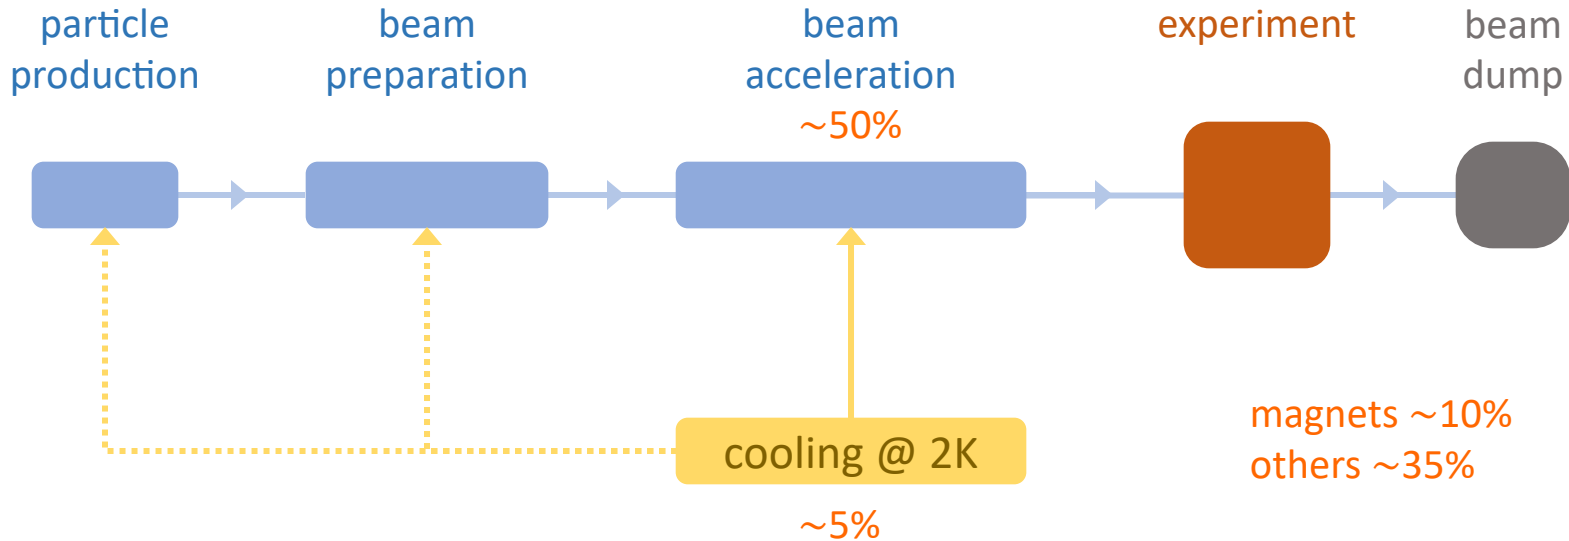 particle
production
beam
preparation
beam
acceleration
~50%
experiment
beam
dump
cooling @ 2K
~5%
magnets ~10%
others ~35%